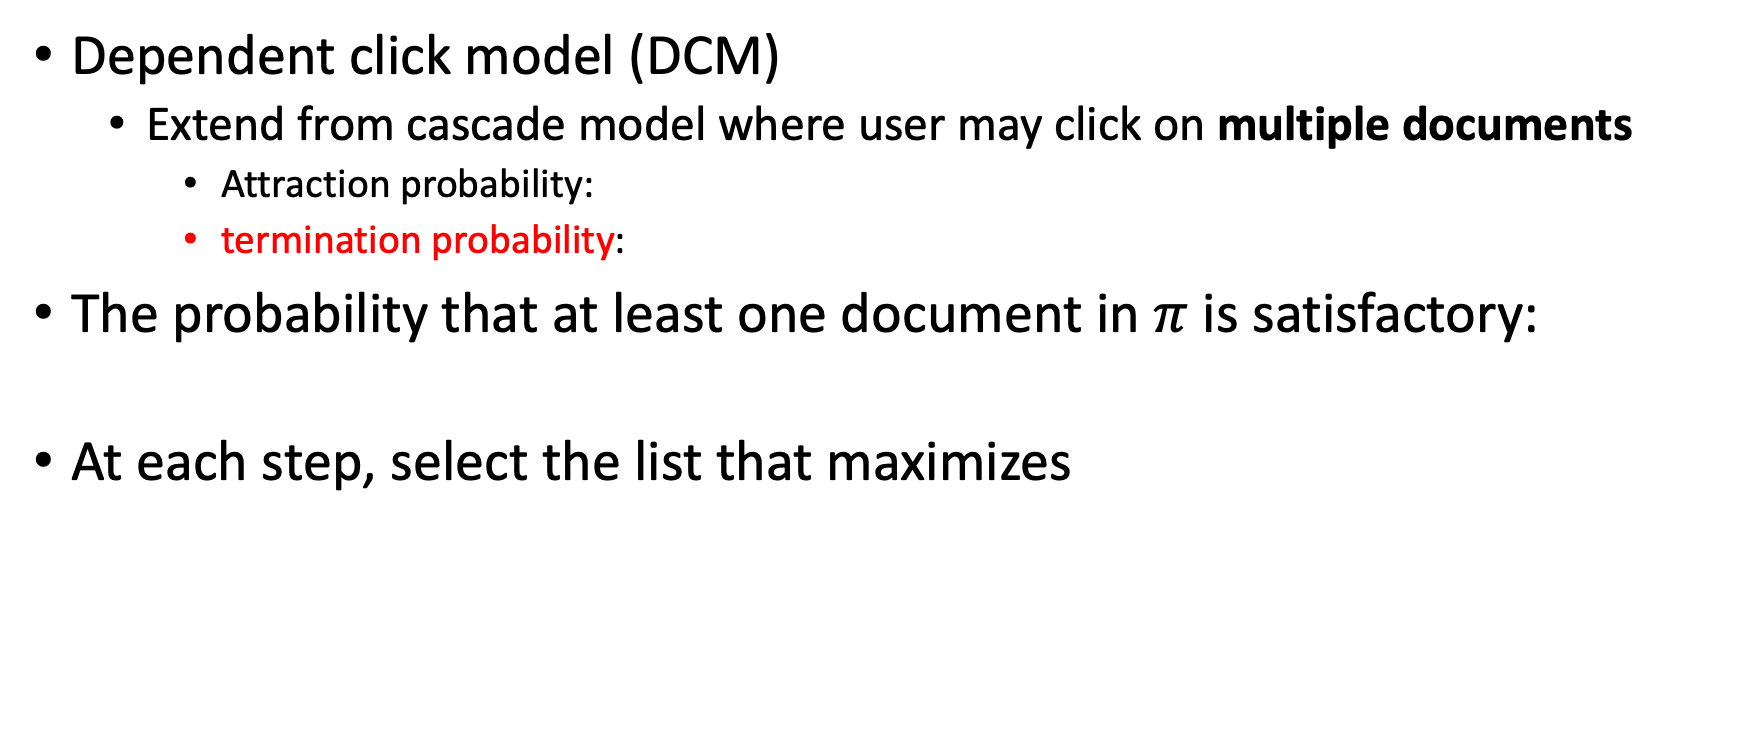 • Dependent click model (DCM)
• Extend from cascade model where user may click on multiple documents
• Attraction probability:
• termination probability:
• The probability that at least one document in π is satisfactory:
• At each step, select the list that maximizes